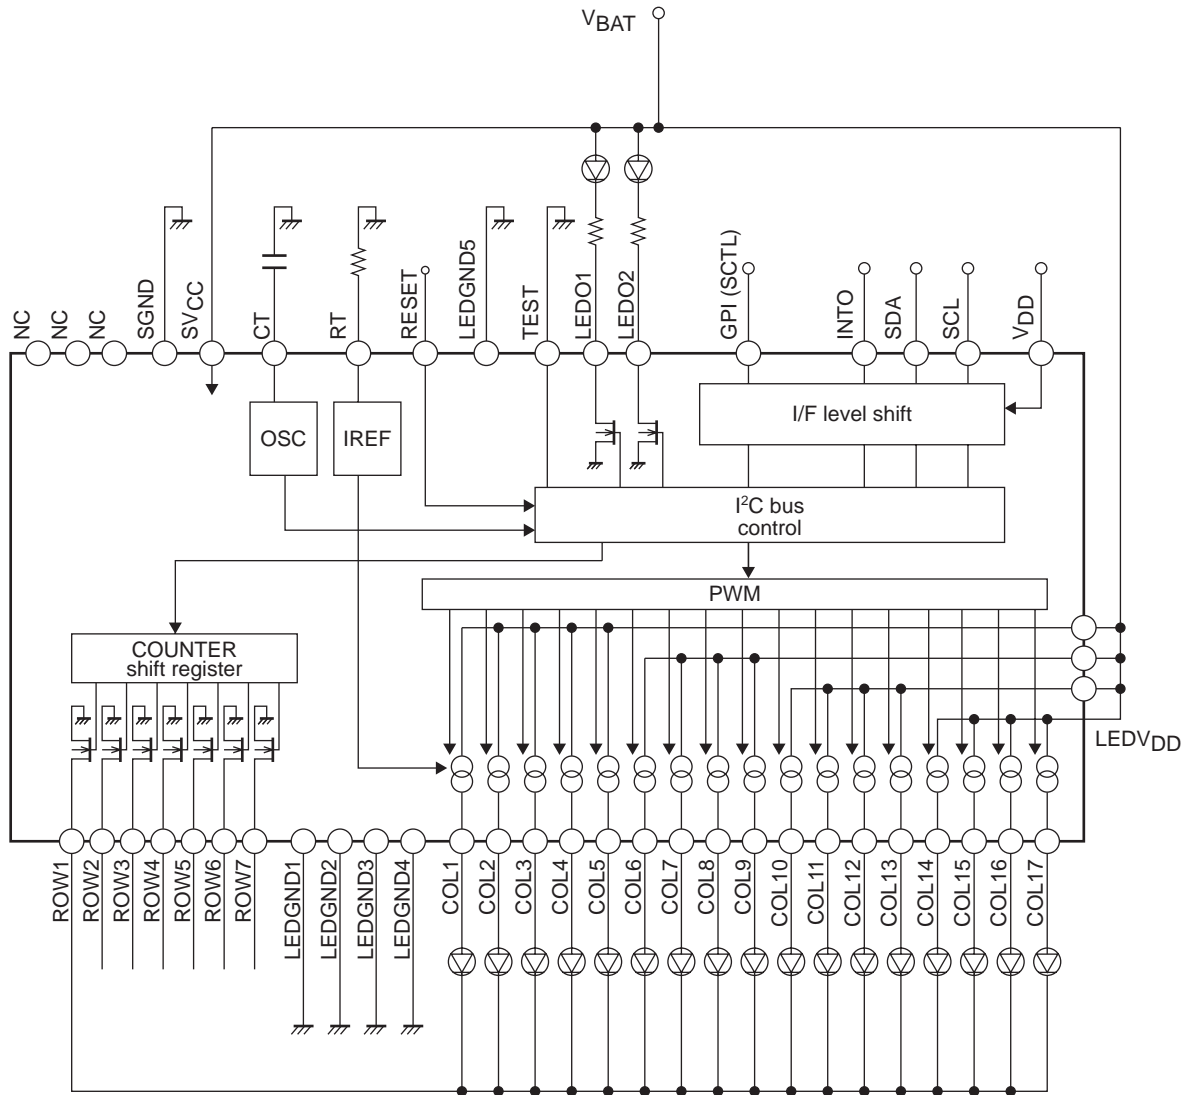 VBAT
NC
NC
NC
SGND
SVCC
CT
RT
RESET
LEDGND5
TEST
LEDO1
LEDO2
GPI (SCTL)
INTO
SDA
SCL
VDD
OSC
IREF
I/F level shift
I²C bus
control
PWM
COUNTER
shift register
LEDVDD
ROW1
ROW2
ROW3
ROW4
ROW5
ROW6
ROW7
LEDGND1
LEDGND2
LEDGND3
LEDGND4
COL1
COL2
COL3
COL4
COL5
COL6
COL7
COL8
COL9
COL10
COL11
COL12
COL13
COL14
COL15
COL16
COL17